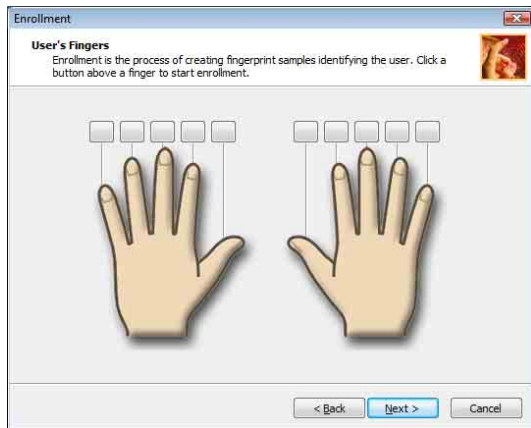 Enrollment
User's Fingers
Enrollment is the process of creating fingerprint samples identifying the user. Click a
button above a finger to start enrollment.
< Back
Next >
Cancel